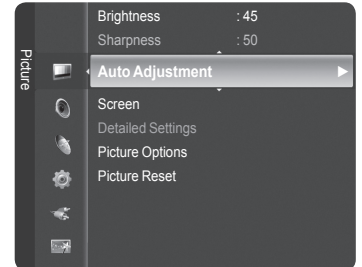 Picture
Brightness : 45
Sharpness : 50
Auto Adjustment
Screen
Detailed Settings
Picture Options
Picture Reset